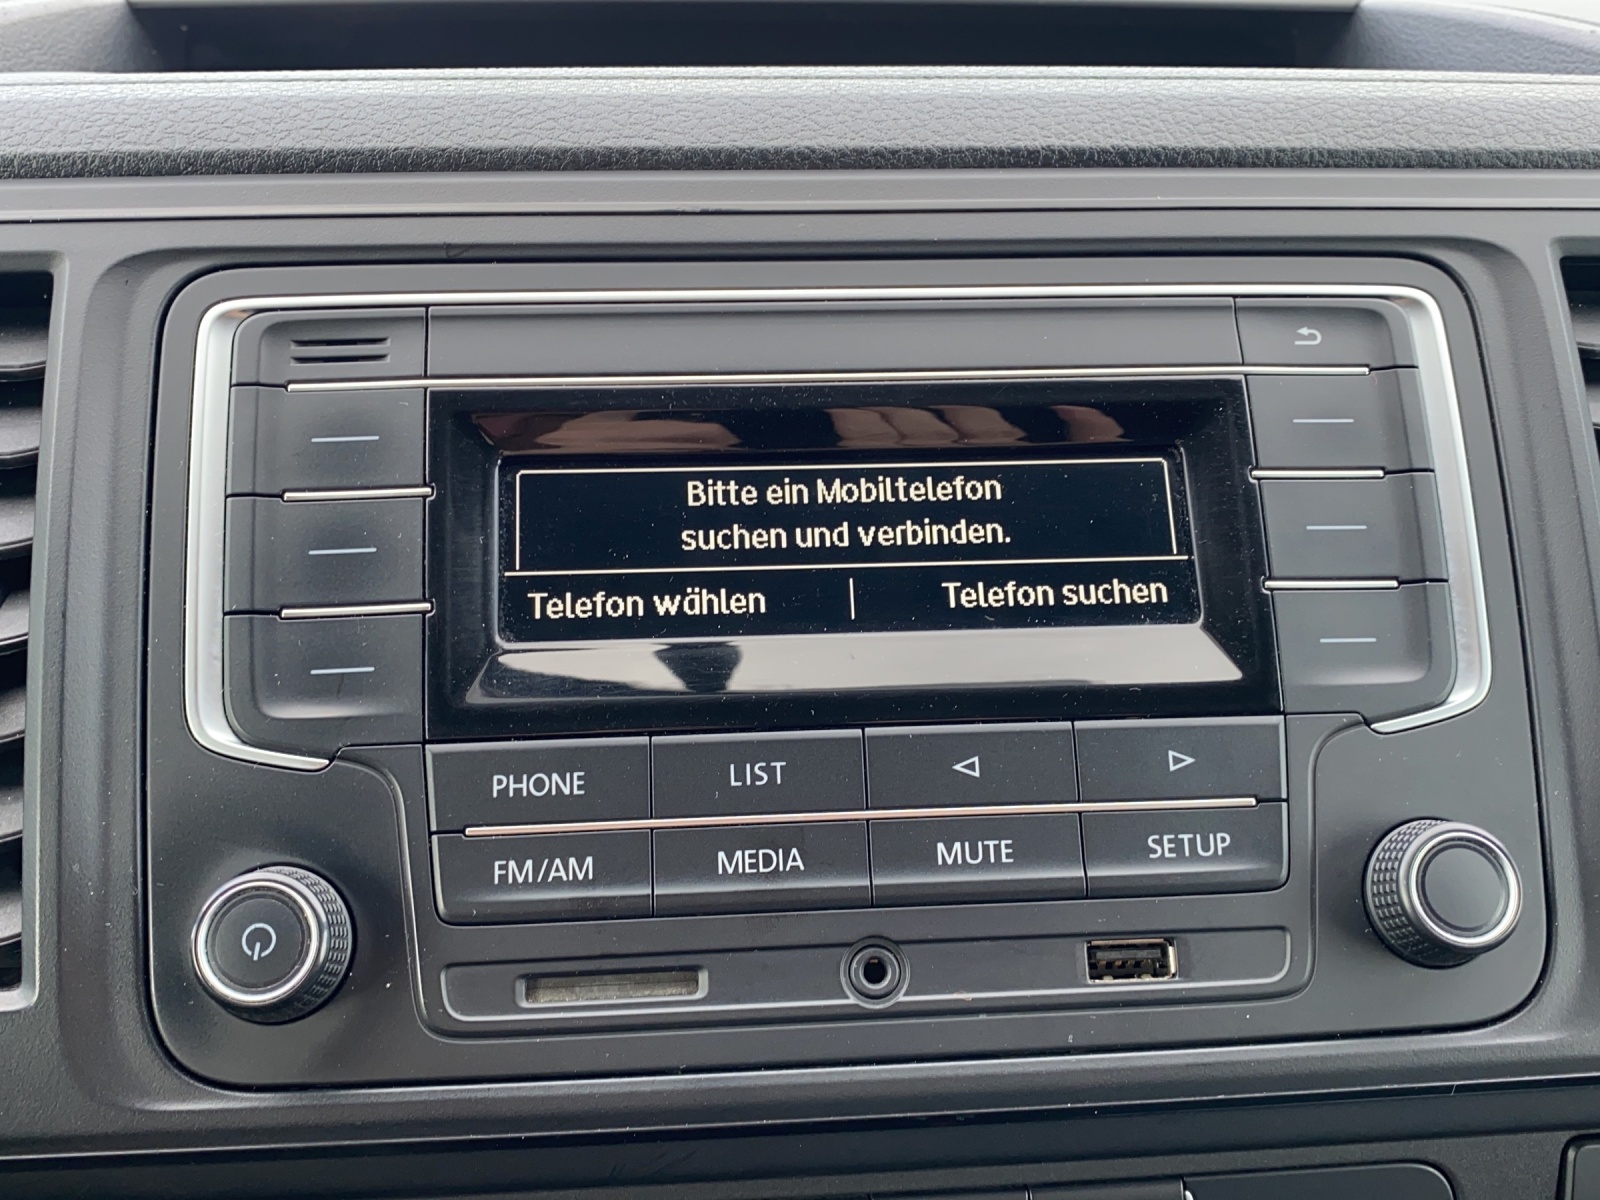 Bitte ein Mobiltelefon
suchen und verbinden.
Telefon wählen | Telefon suchen
PHONE LIST
FM/AM MEDIA MUTE SETUP